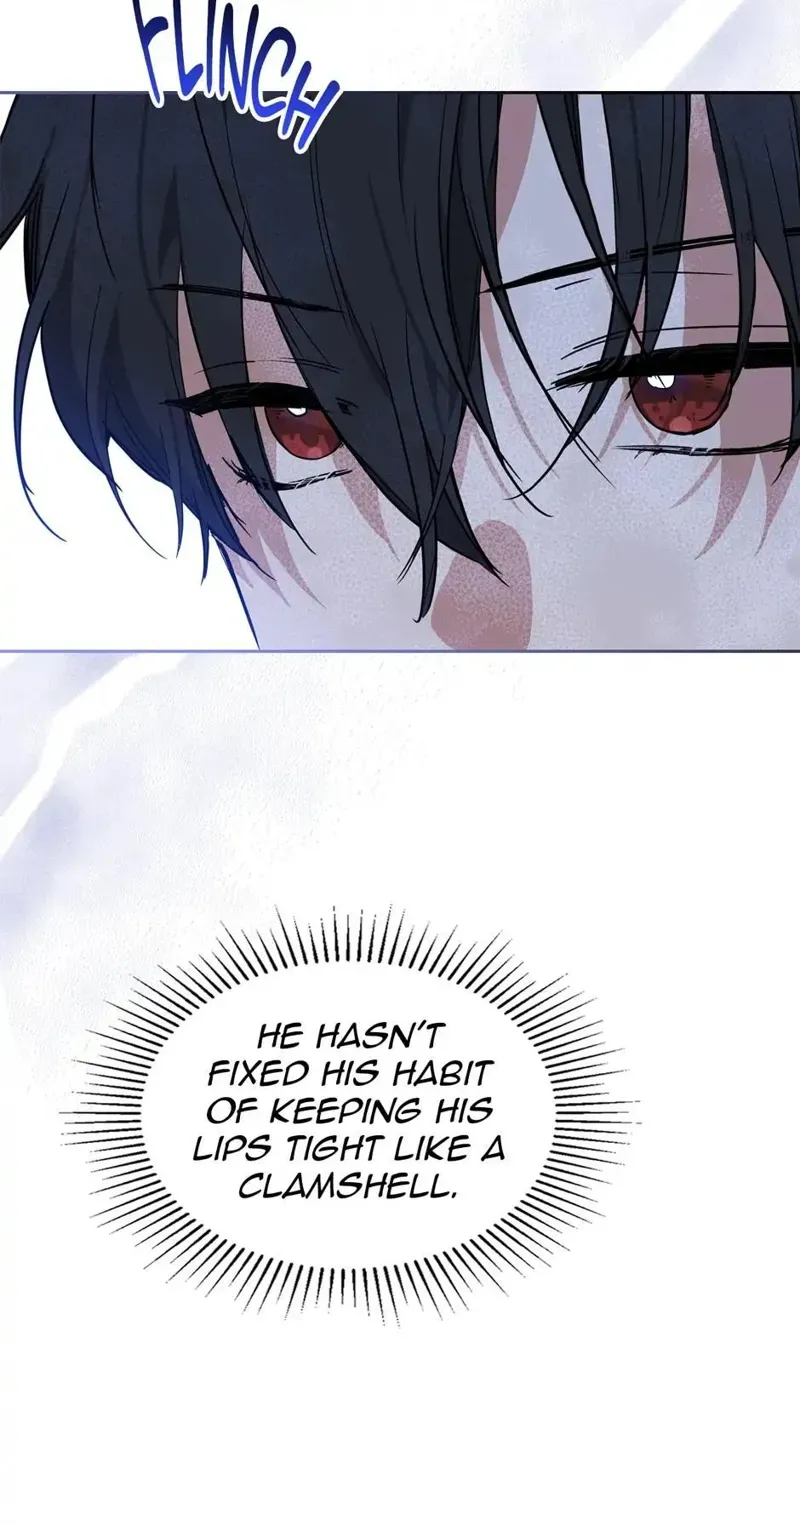 FLINCH
HE HASN'T
FIXED HIS HABIT
OF KEEPING HIS
LIPS TIGHT LIKE A
CLAMSHELL.